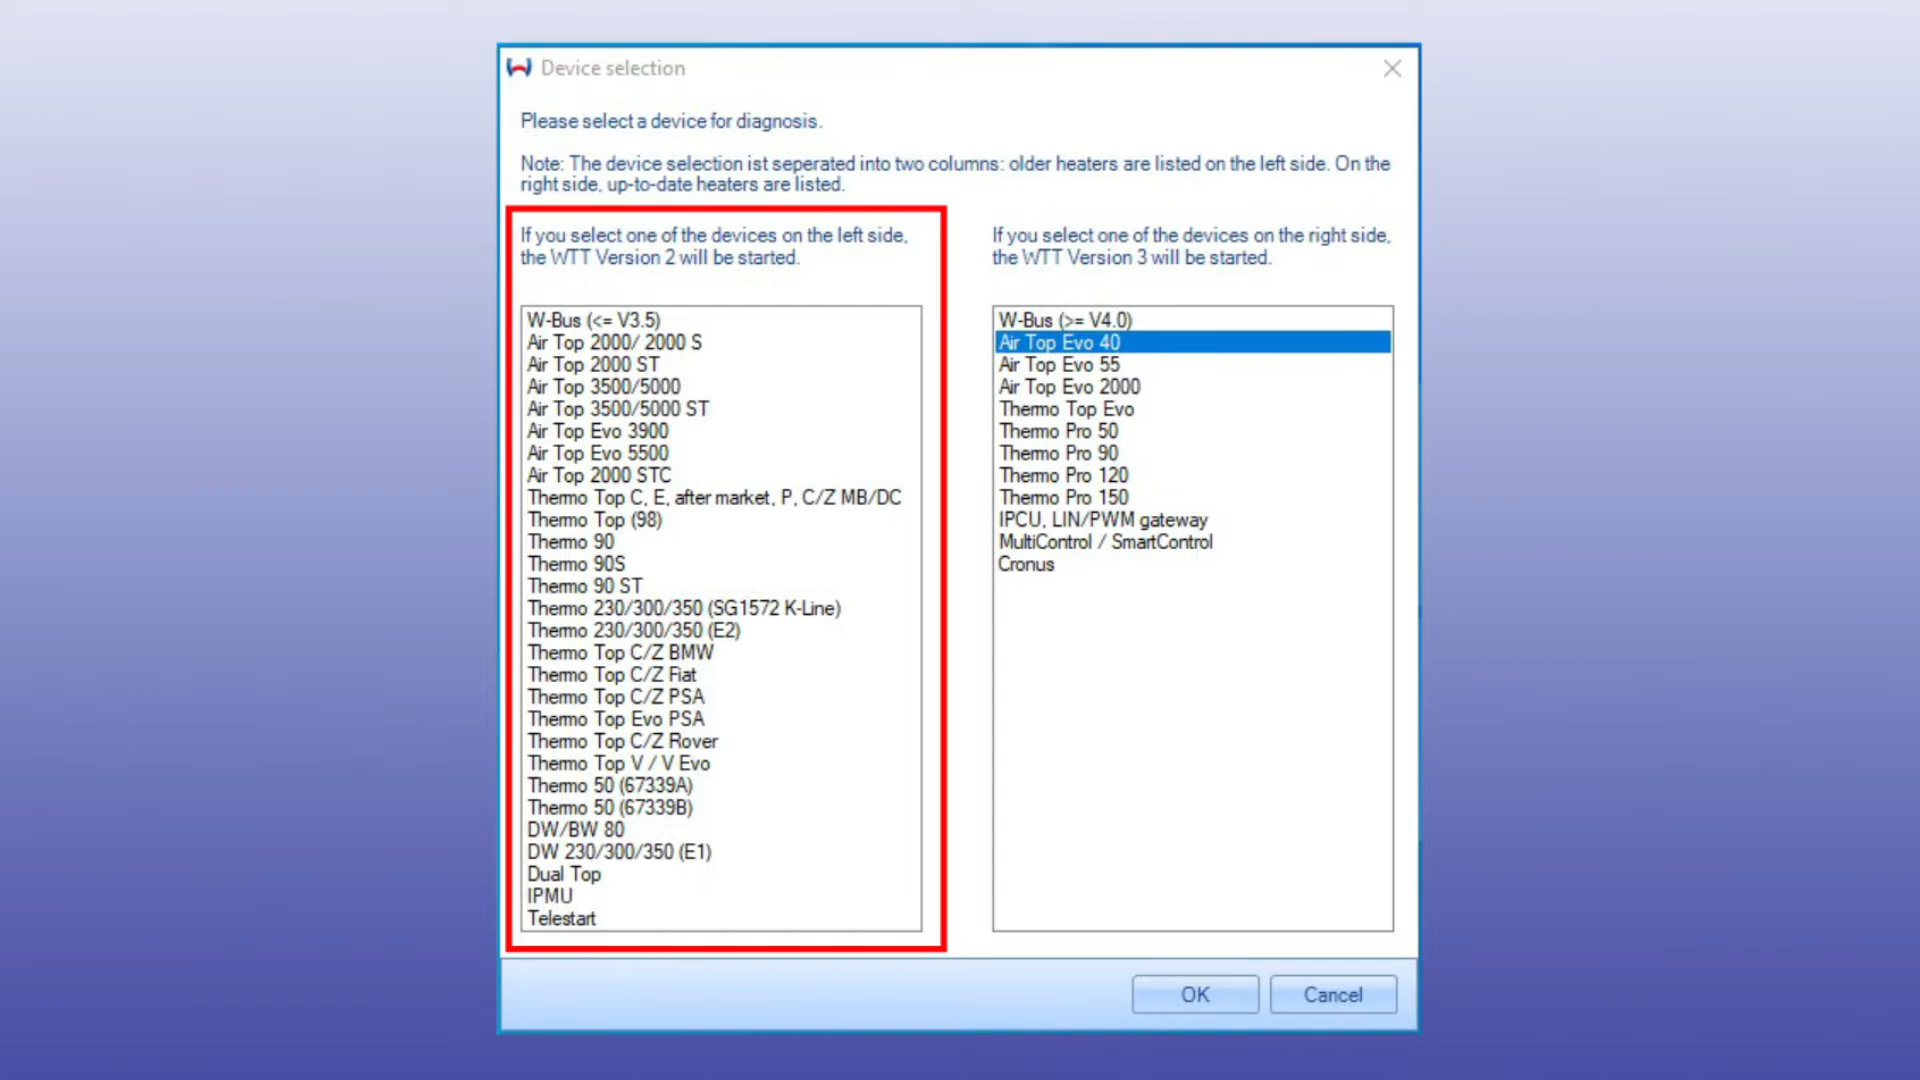 Device selection
Please select a device for diagnosis.
Note: The device selection ist seperated into two columns: older heaters are listed on the left side. On the
right side, up-to-date heaters are listed.
If you select one of the devices on the left side,
the WTT Version 2 will be started.
W-Bus (<= V3.5)
Air Top 2000/ 2000 S
Air Top 2000 ST
Air Top 3500/5000
Air Top 3500/5000 ST
Air Top Evo 3900
Air Top Evo 5500
Air Top 2000 STC
Thermo Top C, E, after market, P, C/Z MB/DC
Thermo Top (98)
Thermo 90
Thermo 90S
Thermo 90 ST
Thermo 230/300/350 (SG1572 K-Line)
Thermo 230/300/350 (E2)
Thermo Top C/Z BMW
Thermo Top C/Z Fiat
Thermo Top C/Z PSA
Thermo Top Evo PSA
Thermo Top C/Z Rover
Thermo Top V / V Evo
Thermo 50 (67339A)
Thermo 50 (67339B)
DW/BW 80
DW 230/300/350 (E1)
Dual Top
IPMU
Telestart
If you select one of the devices on the right side,
the WTT Version 3 will be started.
W-Bus (>= V4.0)
Air Top Evo 40
Air Top Evo 55
Air Top Evo 2000
Thermo Top Evo
Thermo Pro 50
Thermo Pro 90
Thermo Pro 120
Thermo Pro 150
IPCU, LIN/PWM gateway
MultiControl / SmartControl
Cronus
OK
Cancel